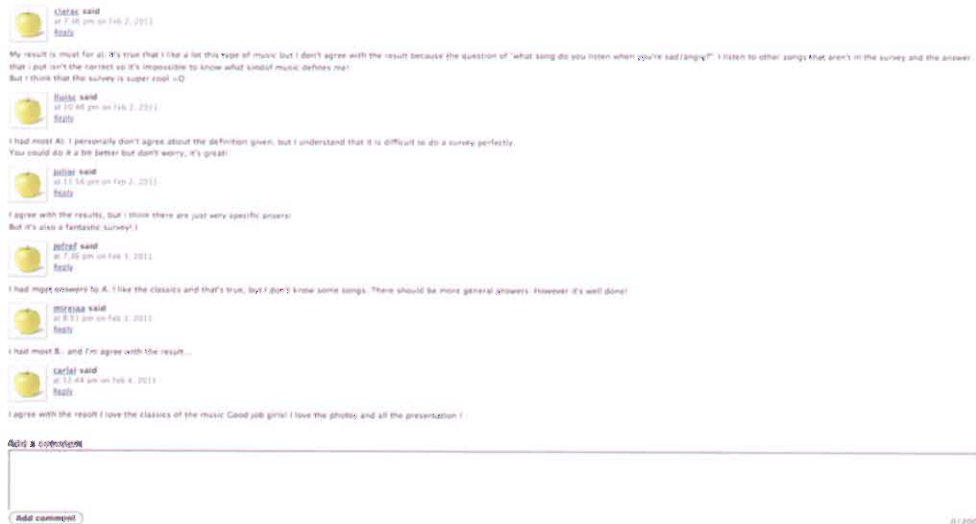 said
at 7.38 pm on Feb 2, 2011
Reply
My result is most for a). It's true that I like a lot this type of music but I don't agree with the result because the question of "what song do you listen when you're sad/angry?". I listen to other songs that aren't in the survey and the answer
that i put isn't the correct so it's impossible to know what kindof music defines me!
But I think that the survey is super cool =D
said
at 10:46 pm on Feb 2, 2011
Reply
I had most A). I personally don't agree about the definition given, but I understand that it is difficult to do a survey perfectly.
You could do it a bit better but don't worry, it's great!
said
at 11:56 pm on Feb 2, 2011
Reply
I agree with the results, but i think there are just very specific
But it's also a fantastic survey! (
said
at 7.36 pm on Feb 3, 2011
Reply
I had most answers to A. I like the classics and that's true, but I don't know some songs. There should be more general answers. However it's well done!
mireiaa said
at 8:51 pm on Feb 3, 2011
Reply
I had most B.. and I'm agree with the result...
carlal said
at 12:44 pm on Feb 4, 2011
Reply
I agree with the result I love the classics of the music Good job girls! I love the photos and all the presentation !
Add a comment
Add comment